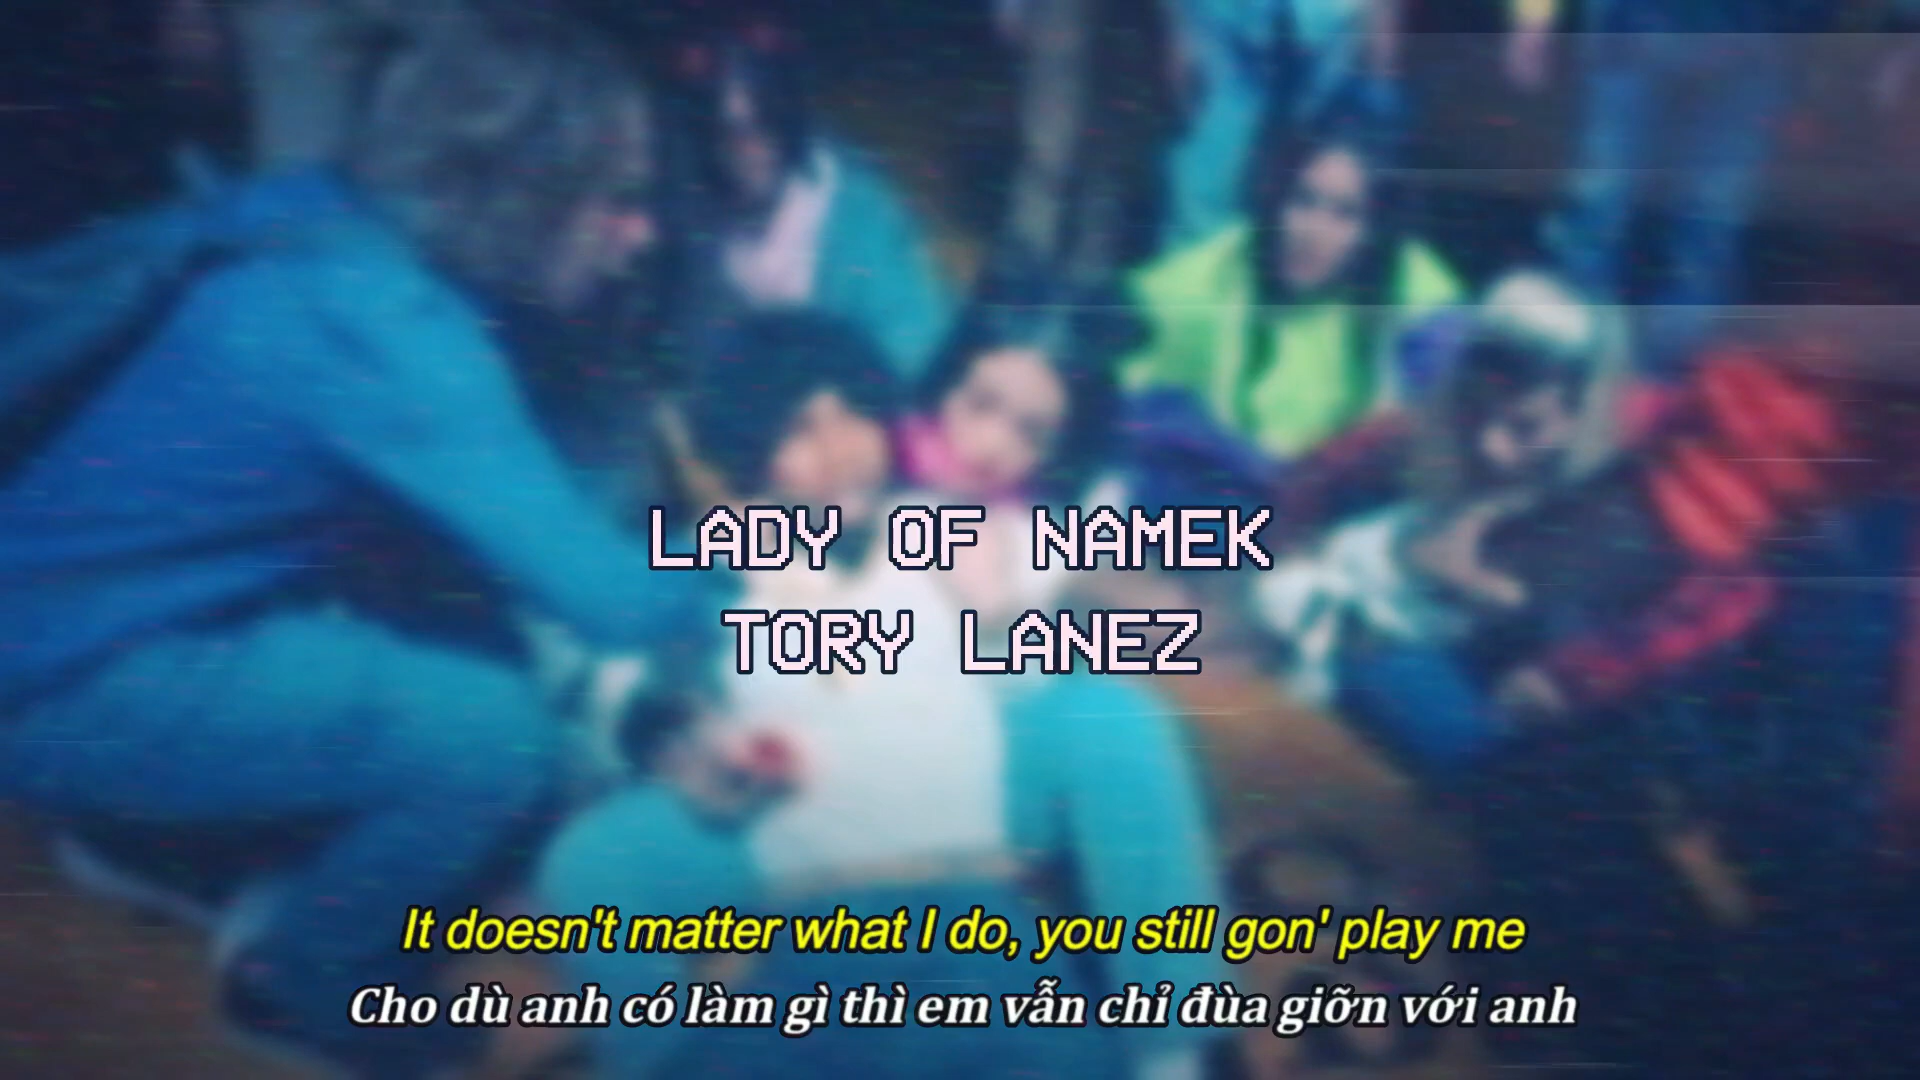 LADY OF NAMEK
TORY LANEZ
It doesn't matter what I do, you still gon' play me
Cho dù anh có làm gì thì em vẫn chỉ đùa giỡn với anh